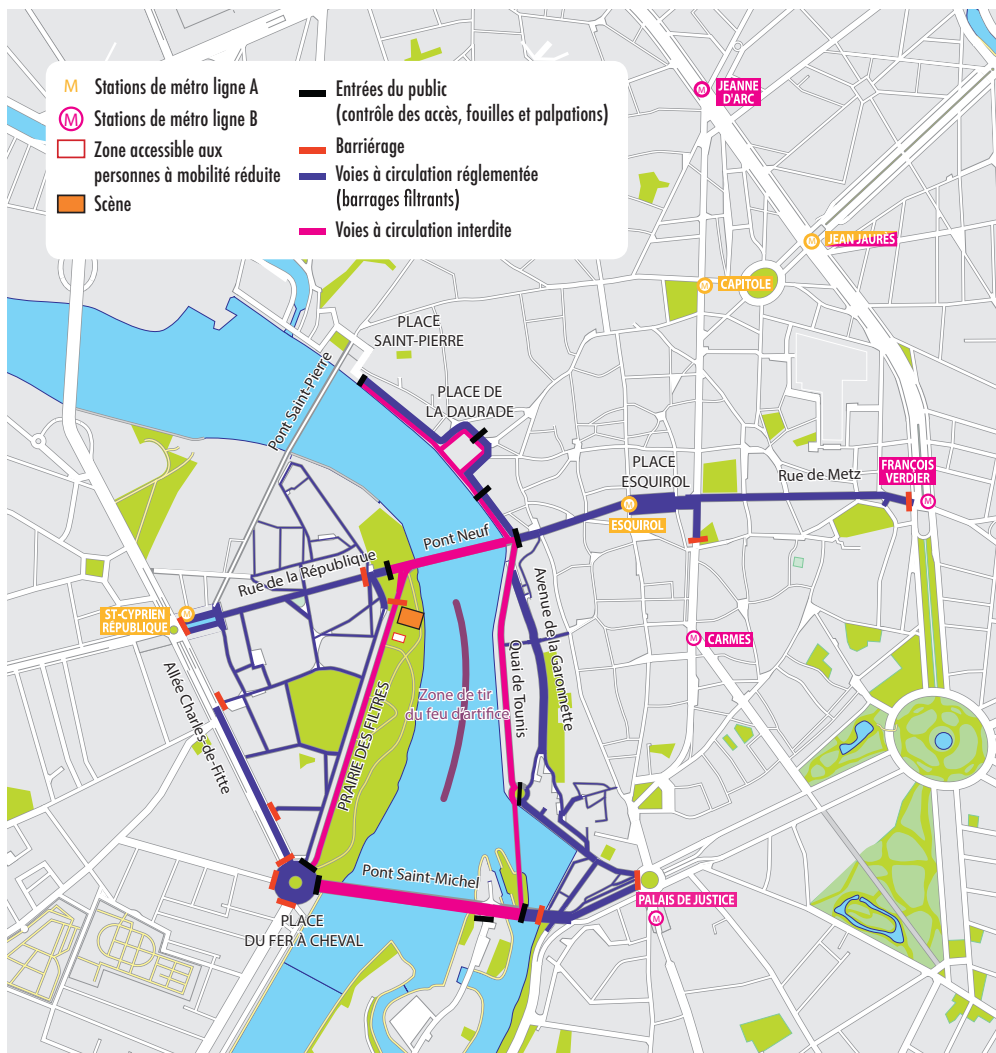 M Stations de métro ligne A
M Stations de métro ligne B
Zone accessible aux
personnes à mobilité réduite
Scène
Entrées du public
(contrôle des accès, fouilles et palpations)
Barriérage
Voies à circulation réglementée
(barrages filtrants)
Voies à circulation interdite
M
JEANNE
D'ARC
M
JEAN JAURÈS
M
CAPITOLE
PLACE
SAINT-PIERRE
Pont Saint-Pierre
PLACE DE
LA DAURADE
PLACE
ESQUIROL
Rue de Metz
FRANÇOIS
VERDIER
M
M
ESQUIROL
Pont Neuf
Rue de la République
M
ST-CYPRIEN
RÉPUBLIQUE
Avenue de la Garonnette
M
CARMES
Quai de Tounis
Zone de tir
du feu d'artifice
PRAIRIE DES FILTRES
Allée Charles-de-Fitte
Pont Saint-Michel
PLACE
DU FER À CHEVAL
PALAIS DE JUSTICE
M